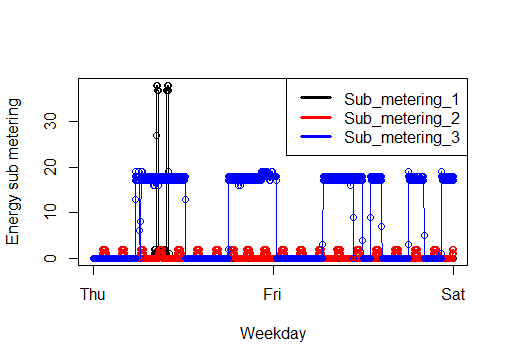 Sub_metering_1
Sub_metering_2
Sub_metering_3
Energy sub metering
30
20
10
0
Thu Fri Sat
Weekday